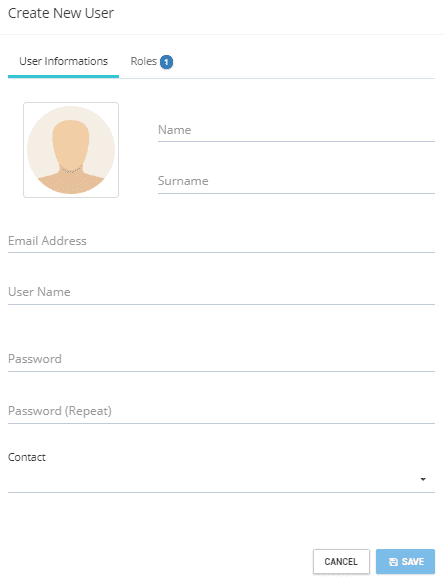 Create New User
User Informations Roles 1
Name
Surname
Email Address
User Name
Password
Password (Repeat)
Contact
CANCEL SAVE